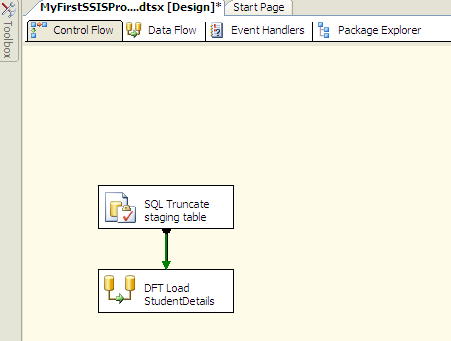 MyFirstSSISPro....dtsx [Design]* Start Page
Control Flow Data Flow Event Handlers Package Explorer
Toolbox
SQL Truncate
staging table
DFT Load
StudentDetails